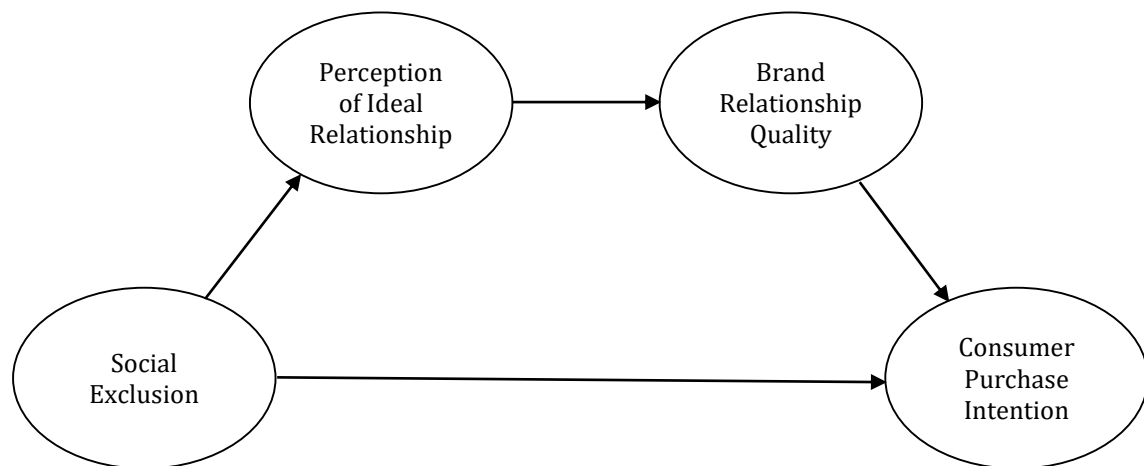 Perception
of Ideal
Relationship
Brand
Relationship
Quality
Social
Exclusion
Consumer
Purchase
Intention